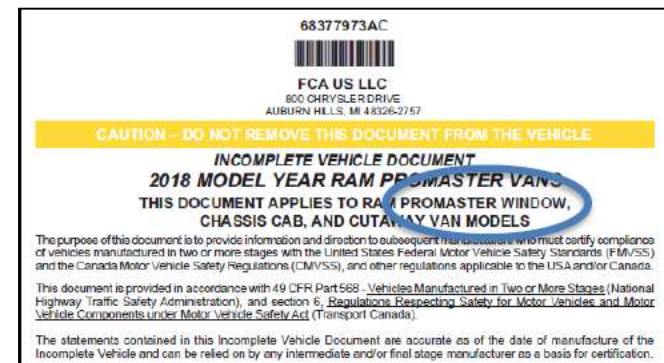 68377973AC
FCA US LLC
800 CHRYSLER DRIVE
AUBURN HILLS, MI 48326-2757
CAUTION – DO NOT REMOVE THIS DOCUMENT FROM THE VEHICLE
INCOMPLETE VEHICLE DOCUMENT
2018 MODEL YEAR RAM PROMASTER VANS
THIS DOCUMENT APPLIES TO RAM PROMASTER WINDOW,
CHASSIS CAB, AND CUTAWAY VAN MODELS
The purpose of this document is to provide information and direction to subsequent manufacturers who must certify compliance
of vehicles manufactured in two or more stages with the United States Federal Motor Vehicle Safety Standards (FMVSS)
and the Canada Motor Vehicle Safety Regulations (CMVSS), and other regulations applicable to the USA and/or Canada.
This document is provided in accordance with 49 CFR Part 568 - Vehicles Manufactured in Two or More Stages (National
Highway Traffic Safety Administration), and section 6, Regulations Respecting Safety for Motor Vehicles and Motor
Vehicle Components under Motor Vehicle Safety Act (Transport Canada).
The statements contained in this Incomplete Vehicle Document are accurate as of the date of manufacture of the
Incomplete Vehicle and can be relied on by any intermediate and/or final stage manufacturer as a basis for certification.